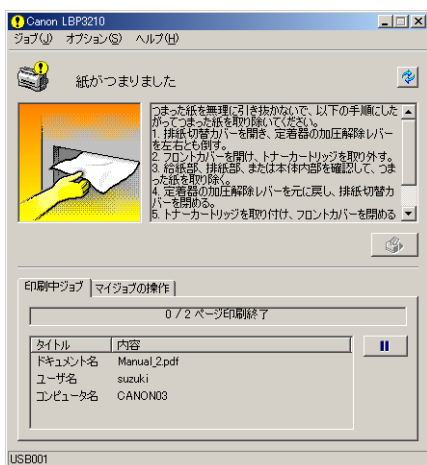 Canon LBP3210
ジョブ(J) オプション(S) ヘルプ(H)
紙がつまりました
つまった紙を無理に引き抜かないで、以下の手順にした
がってつまった紙を取り除いてください。
1. 排紙切替カバーを開き、定着器の加圧解除レバー
を左右とも倒す。
2. フロントカバーを開け、トナーカートリッジを取り外す。
3. 給紙部、排紙部、または本体内部を確認して、つま
った紙を取り除く。
4. 定着器の加圧解除レバーを元に戻し、排紙切替カ
バーを閉める。
5. トナーカートリッジを取り付け、フロントカバーを閉める
印刷中ジョブ マイジョブの操作
0 / 2 ページ印刷終了
タイトル 内容
ドキュメント名 Manual_2.pdf
ユーザ名 suzuki
コンピュータ名 CANON03
USB001